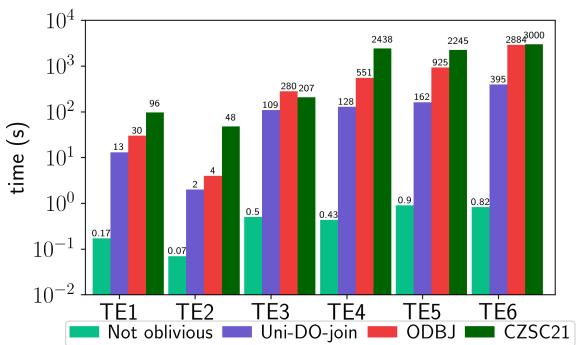 10^4
10^3
10^2
10^1
10^0
10^−1
10^−2
time (s)
0.17 13 30 96
0.07 2 4 48
0.5 109 280 207
0.43 128 551 2438
0.9 162 925 2245
0.82 395 2884 3000
TE1 TE2 TE3 TE4 TE5 TE6
Not oblivious Uni-DO-join ODBJ CZSC21